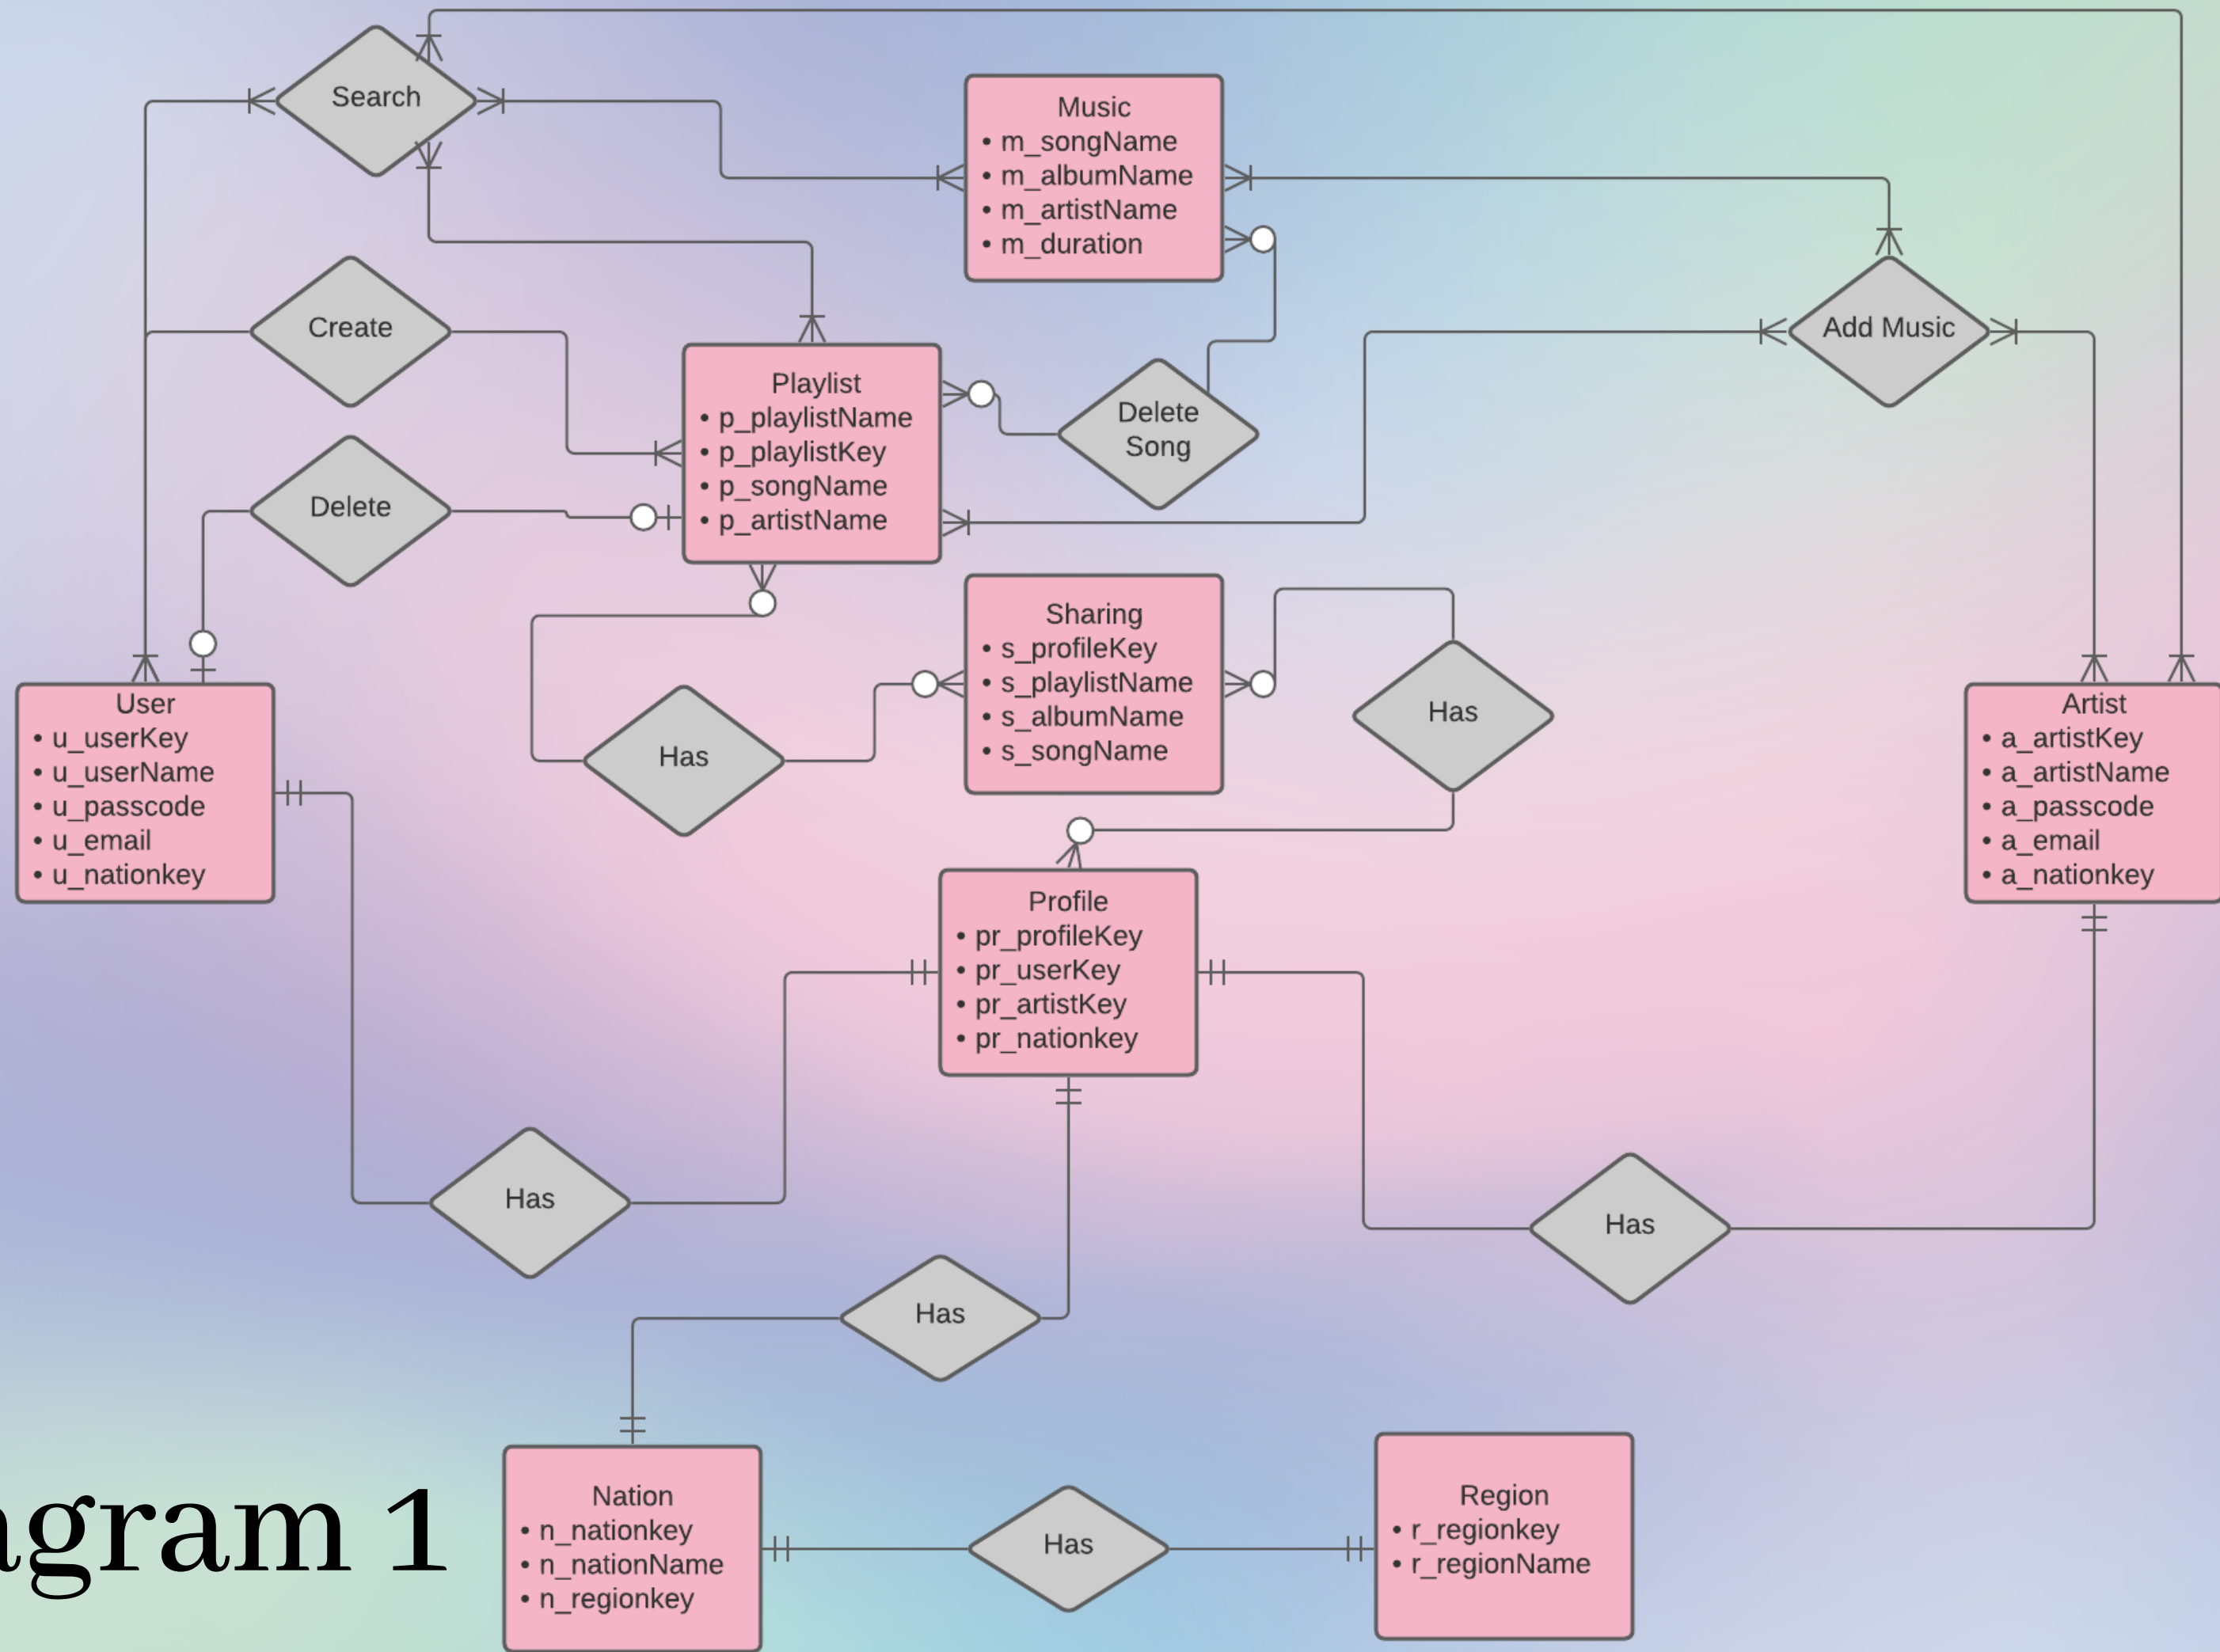 Search
Music
• m_songName
• m_albumName
• m_artistName
• m_duration
Create
Add Music
Playlist
• p_playlistName
• p_playlistKey
• p_songName
• p_artistName
Delete
Song
Delete
Sharing
• s_profileKey
• s_playlistName
• s_albumName
• s_songName
Has
Has
User
• u_userKey
• u_userName
• u_passcode
• u_email
• u_nationkey
Artist
• a_artistKey
• a_artistName
• a_passcode
• a_email
• a_nationkey
Profile
• pr_profileKey
• pr_userKey
• pr_artistKey
• pr_nationkey
Has
Has
Has
Nation
• n_nationkey
• n_nationName
• n_regionkey
Has
Region
• r_regionkey
• r_regionName
agram 1